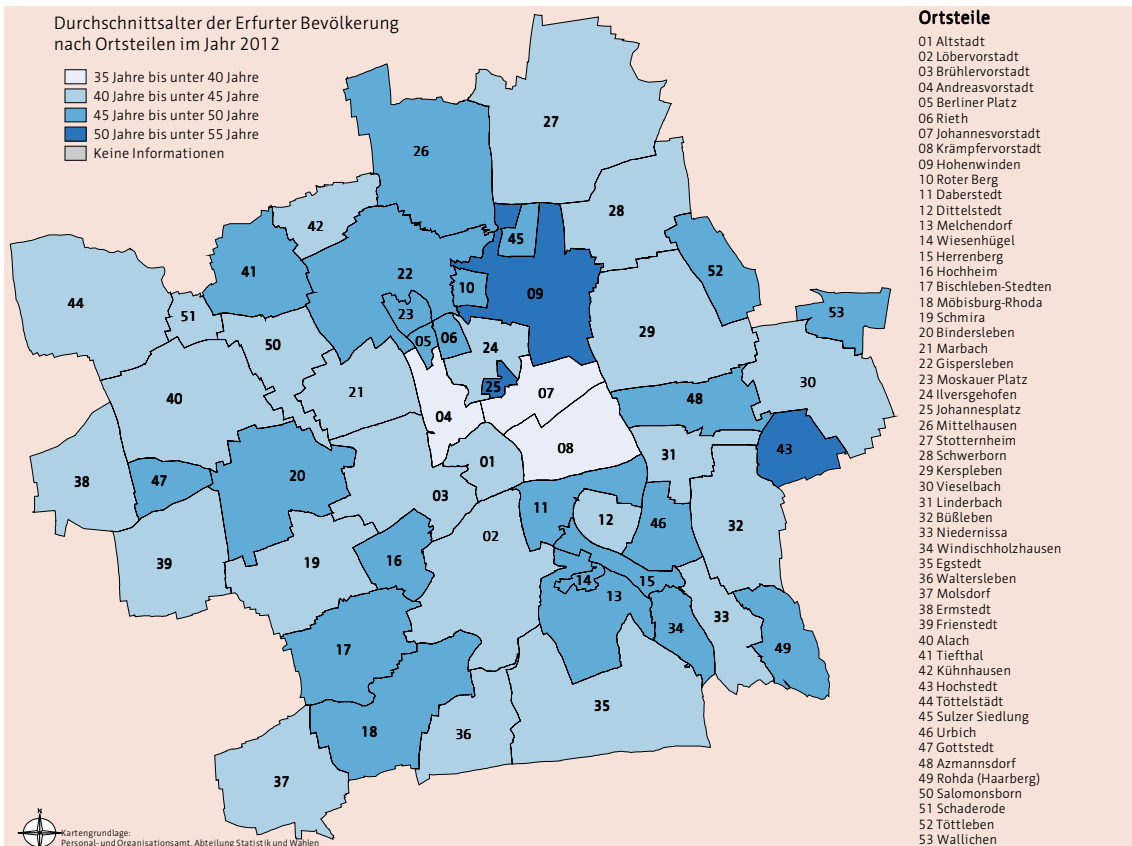 Durchschnittsalter der Erfurter Bevölkerung
nach Ortsteilen im Jahr 2012
35 Jahre bis unter 40 Jahre
40 Jahre bis unter 45 Jahre
45 Jahre bis unter 50 Jahre
50 Jahre bis unter 55 Jahre
Keine Informationen
27
26
28
42
45
41
22
52
10
09
44
51
23
53
50
05
06
24
29
21
25
07
30
40
04
48
08
01
31
43
38
47
20
03
11
12
46
32
02
39
19
16
14
15
13
33
34
17
49
35
18
36
37
N
Kartengrundlage:
Personal- und Organisationsamt, Abteilung Statistik und Wahlen
Ortsteile
01 Altstadt
02 Löbervorstadt
03 Brühlervorstadt
04 Andreasvorstadt
05 Berliner Platz
06 Rieth
07 Johannesvorstadt
08 Krämpfervorstadt
09 Hohenwinden
10 Roter Berg
11 Daberstedt
12 Dittelstedt
13 Melchendorf
14 Wiesenhügel
15 Herrenberg
16 Hochheim
17 Bischleben-Stedten
18 Möbisburg-Rhoda
19 Schmira
20 Bindersleben
21 Marbach
22 Gispersleben
23 Moskauer Platz
24 Ilversgehofen
25 Johannesplatz
26 Mittelhausen
27 Stotternheim
28 Schwerborn
29 Kerspleben
30 Vieselbach
31 Linderbach
32 Büßleben
33 Niedernissa
34 Windischholzhausen
35 Egstedt
36 Waltersleben
37 Molsdorf
38 Ermstedt
39 Frienstedt
40 Alach
41 Tiefthal
42 Kühnhausen
43 Hochstedt
44 Töttelstädt
45 Sulzer Siedlung
46 Urbich
47 Gottstedt
48 Azmannsdorf
49 Rohda (Haarberg)
50 Salomonsborn
51 Schaderode
52 Töttleben
53 Wallichen